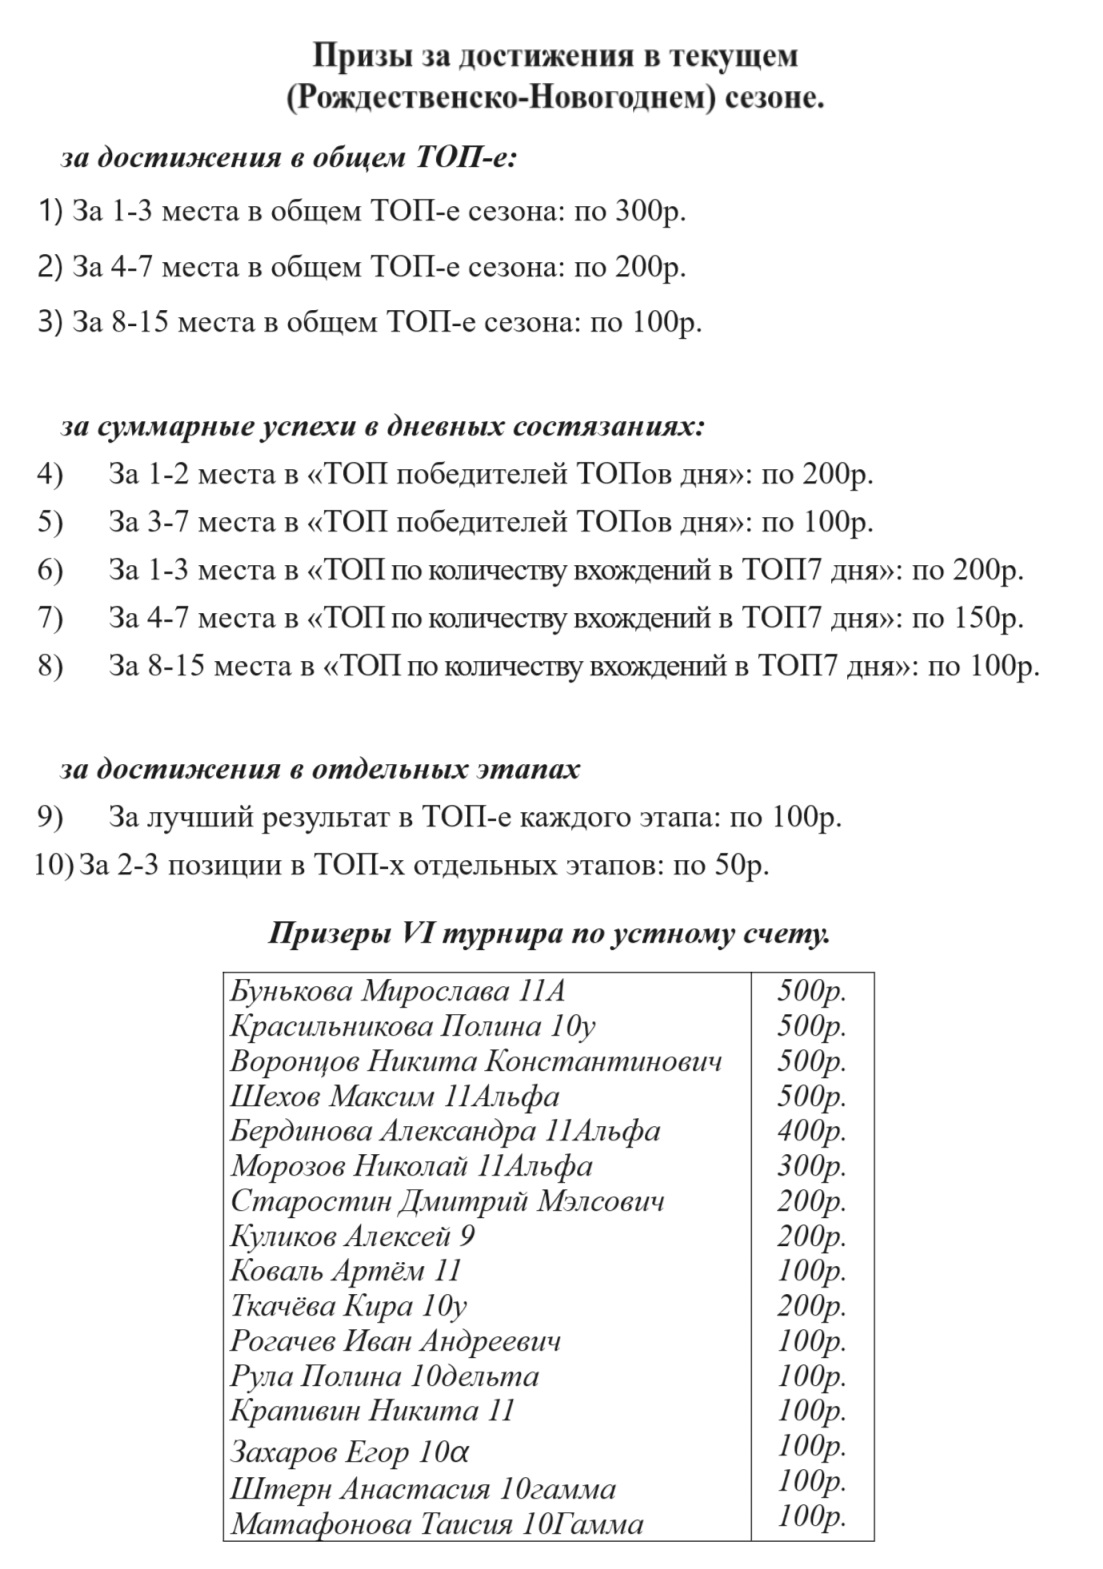 Призы за достижения в текущем
(Рождественско-Новогоднем) сезоне.
за достижения в общем ТОП-е:
1) За 1-3 места в общем ТОП-е сезона: по 300р.
2) За 4-7 места в общем ТОП-е сезона: по 200р.
3) За 8-15 места в общем ТОП-е сезона: по 100р.
за суммарные успехи в дневных состязаниях:
4) За 1-2 места в «ТОП победителей ТОПов дня»: по 200р.
5) За 3-7 места в «ТОП победителей ТОПов дня»: по 100р.
6) За 1-3 места в «ТОП по количеству вхождений в ТОП7 дня»: по 200р.
7) За 4-7 места в «ТОП по количеству вхождений в ТОП7 дня»: по 150р.
8) За 8-15 места в «ТОП по количеству вхождений в ТОП7 дня»: по 100р.
за достижения в отдельных этапах
9) За лучший результат в ТОП-е каждого этапа: по 100р.
10) За 2-3 позиции в ТОП-х отдельных этапов: по 50р.
Призеры VI турнира по устному счету.
Бунькова Мирослава 11А 500р.
Красильникова Полина 10у 500р.
Воронцов Никита Константинович 500р.
Шехов Максим 11Альфа 500р.
Бердинова Александра 11Альфа 400р.
Морозов Николай 11Альфа 300р.
Старостин Дмитрий Мэлсович 200р.
Куликов Алексей 9 200р.
Коваль Артём 11 100р.
Ткачёва Кира 10у 200р.
Рогачев Иван Андреевич 100р.
Рула Полина 10дельта 100р.
Крапивин Никита 11 100р.
Захаров Егор 10α 100р.
Штерн Анастасия 10гамма 100р.
Матафонова Таисия 10Гамма 100р.